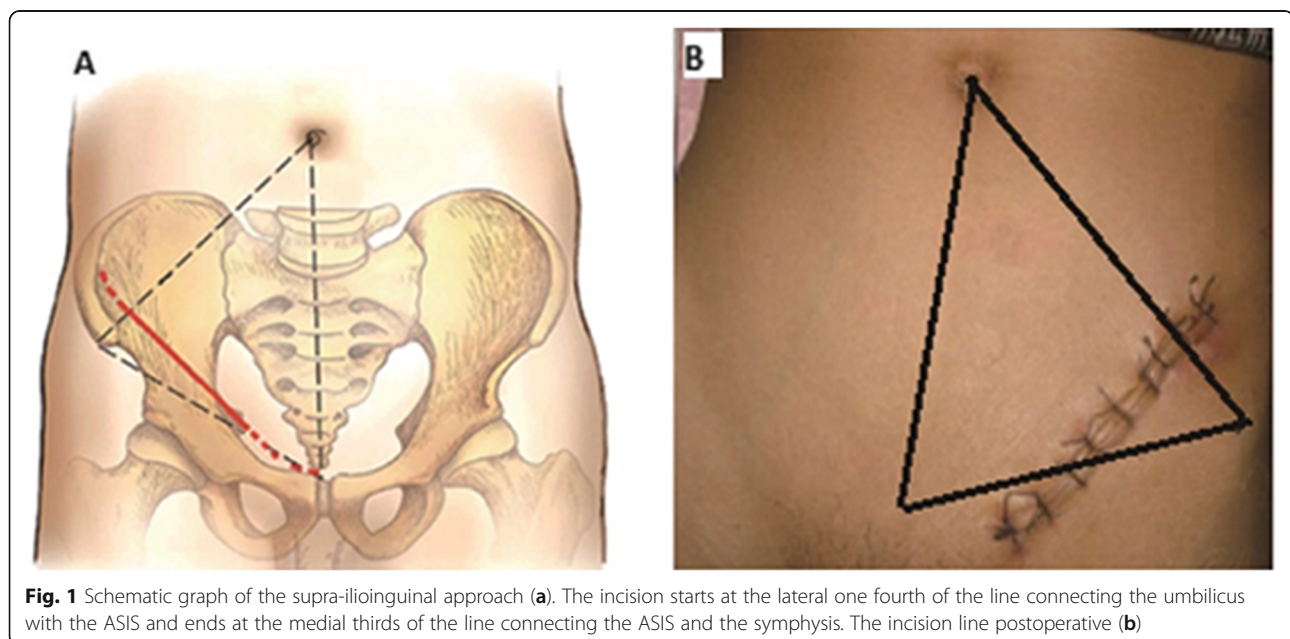 A
B
Fig. 1 Schematic graph of the supra-ilioinguinal approach (a). The incision starts at the lateral one fourth of the line connecting the umbilicus
with the ASIS and ends at the medial thirds of the line connecting the ASIS and the symphysis. The incision line postoperative (b)